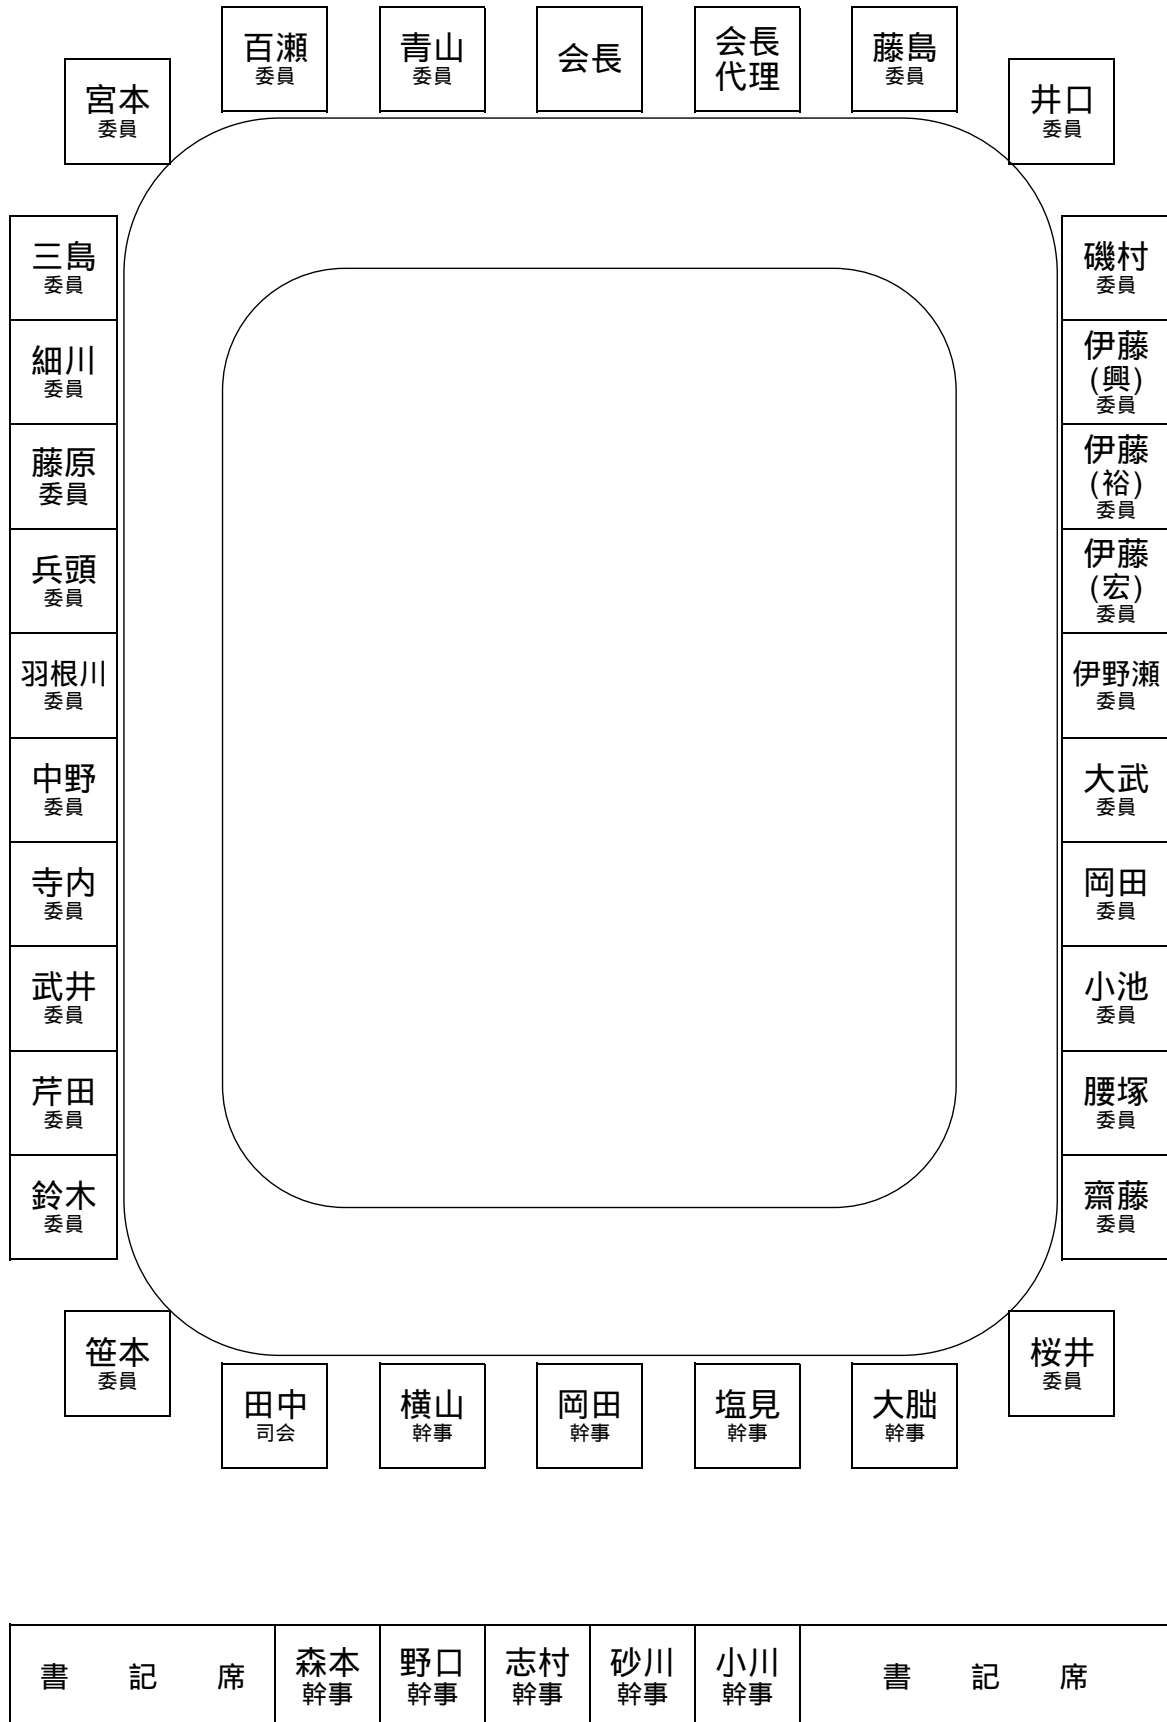 百瀬
委員
青山
委員
会長
会長
代理
藤島
委員
宮本
委員
井口
委員
三島
委員
磯村
委員
細川
委員
伊藤
(興)
委員
藤原
委員
伊藤
(裕)
委員
兵頭
委員
伊藤
(宏)
委員
羽根川
委員
伊野瀬
委員
中野
委員
大武
委員
寺内
委員
岡田
委員
武井
委員
小池
委員
芹田
委員
腰塚
委員
鈴木
委員
齋藤
委員
笹本
委員
桜井
委員
田中
司会
横山
幹事
岡田
幹事
塩見
幹事
大朏
幹事
書 記 席
森本
幹事
野口
幹事
志村
幹事
砂川
幹事
小川
幹事
書 記 席